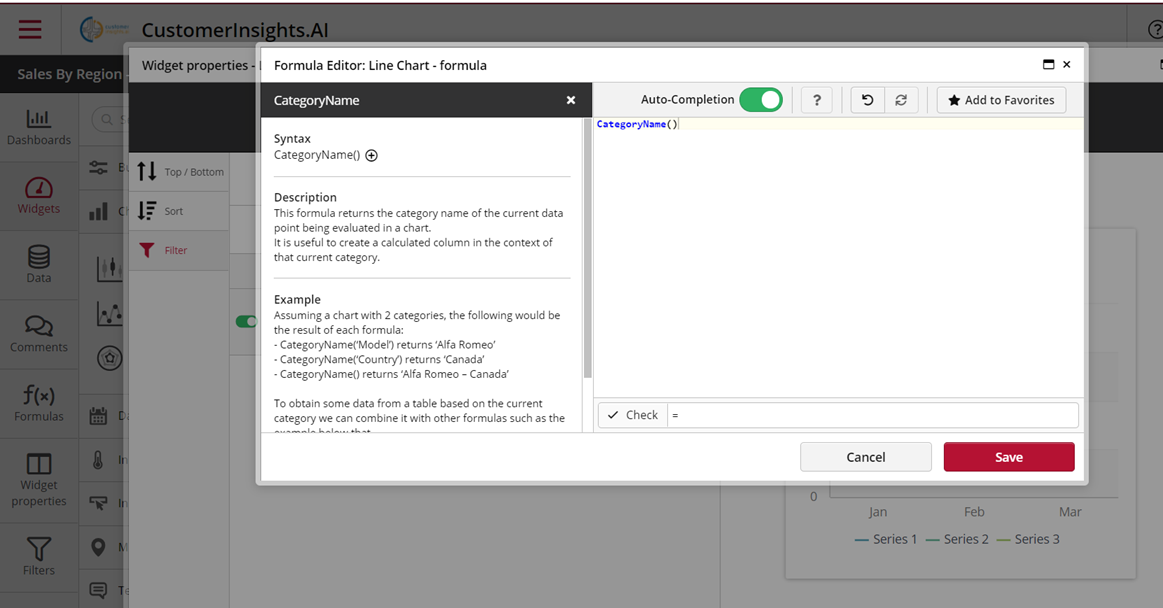 CustomerInsights.AI
Sales By Region -
Widget properties -
Formula Editor: Line Chart - formula
CategoryName
Auto-Completion
?
Add to Favorites
Syntax
CategoryName()
Description
This formula returns the category name of the current data
point being evaluated in a chart.
It is useful to create a calculated column in the context of
that current category.
Example
Assuming a chart with 2 categories, the following would be
the result of each formula:
- CategoryName(‘Model’) returns ‘Alfa Romeo’
- CategoryName(‘Country’) returns ‘Canada’
- CategoryName() returns ‘Alfa Romeo – Canada’
To obtain some data from a table based on the current
category we can combine it with other formulas such as the
example below that
CategoryName()
Check
=
Cancel
Save
Dashboards
Widgets
Data
Comments
f(x)
Formulas
Widget
properties
Filters
Top / Bottom
Sort
Filter
0
Jan Feb Mar
Series 1 Series 2 Series 3